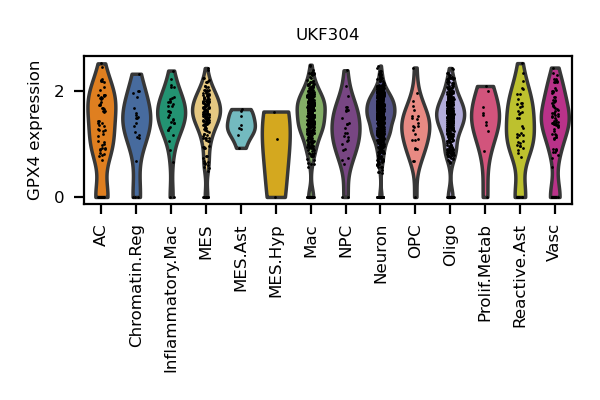 UKF304
GPX4 expression
2
0
AC
Chromatin.Reg
Inflammatory.Mac
MES
MES.Ast
MES.Hyp
Mac
NPC
Neuron
OPC
Oligo
Prolif.Metab
Reactive.Ast
Vasc